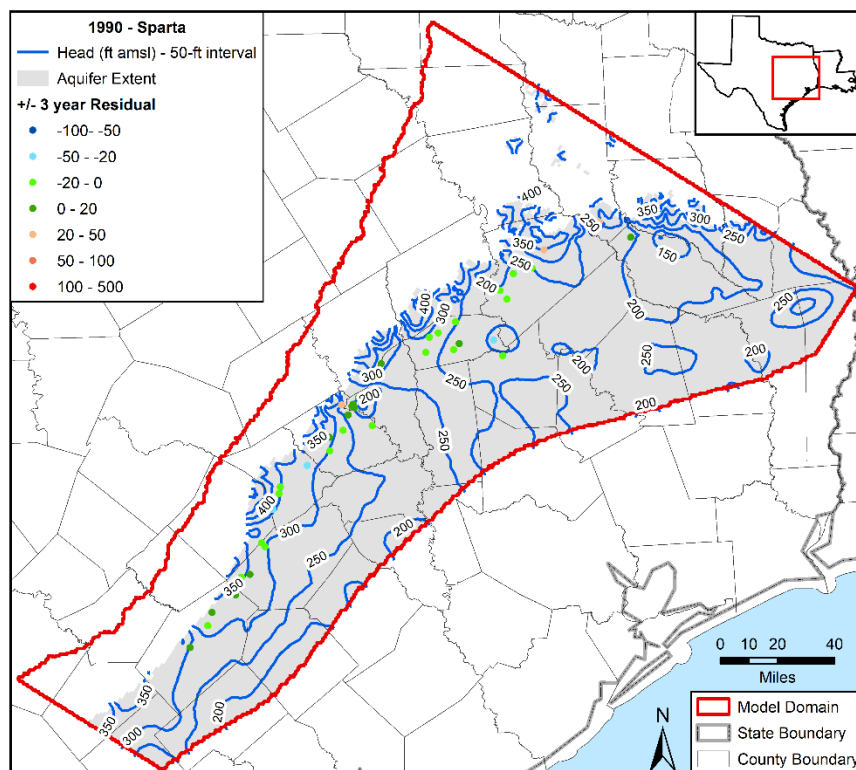 1990 - Sparta
Head (ft amsl) - 50-ft interval
Aquifer Extent
+/- 3 year Residual
-100- -50
-50 - -20
-20 - 0
0 - 20
20 - 50
50 - 100
100 - 500
400
350
250
350
300
250
350
250
150
200
400
300
200
250
300
200
250
200
250
250
200
200
350
250
400
300
250
200
350
350
350
300
200
0 10 20 40
Miles
N
Model Domain
State Boundary
County Boundary